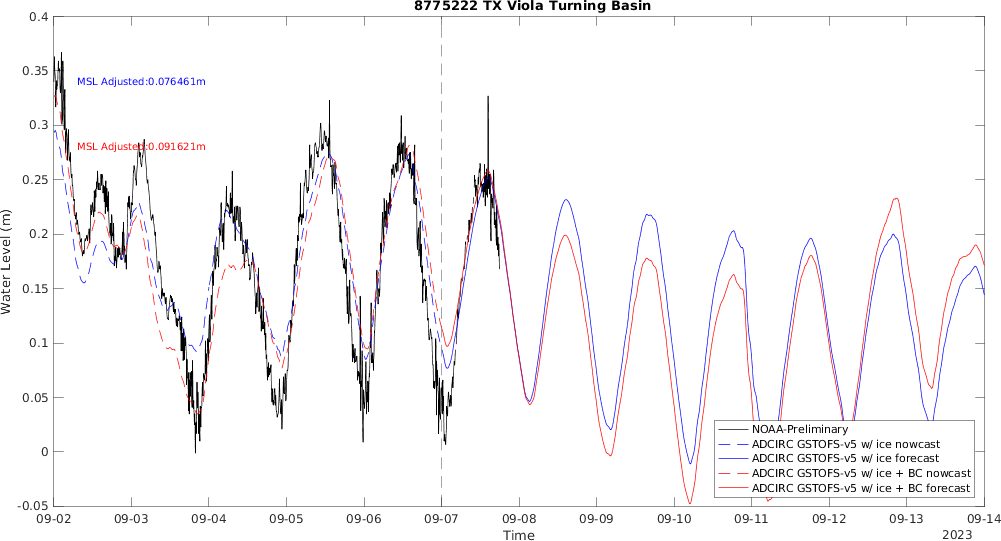 8775222 TX Viola Turning Basin
0.4
0.35
0.3
0.25
0.2
0.15
0.1
0.05
0
-0.05
Water Level (m)
MSL Adjusted:0.076461m
MSL Adjusted:0.091621m
NOAA-Preliminary
ADCIRC GSTOFS-v5 w/ ice nowcast
ADCIRC GSTOFS-v5 w/ ice forecast
ADCIRC GSTOFS-v5 w/ ice + BC nowcast
ADCIRC GSTOFS-v5 w/ ice + BC forecast
09-02 09-03 09-04 09-05 09-06 09-07 09-08 09-09 09-10 09-11 09-12 09-13 09-14
Time
2023